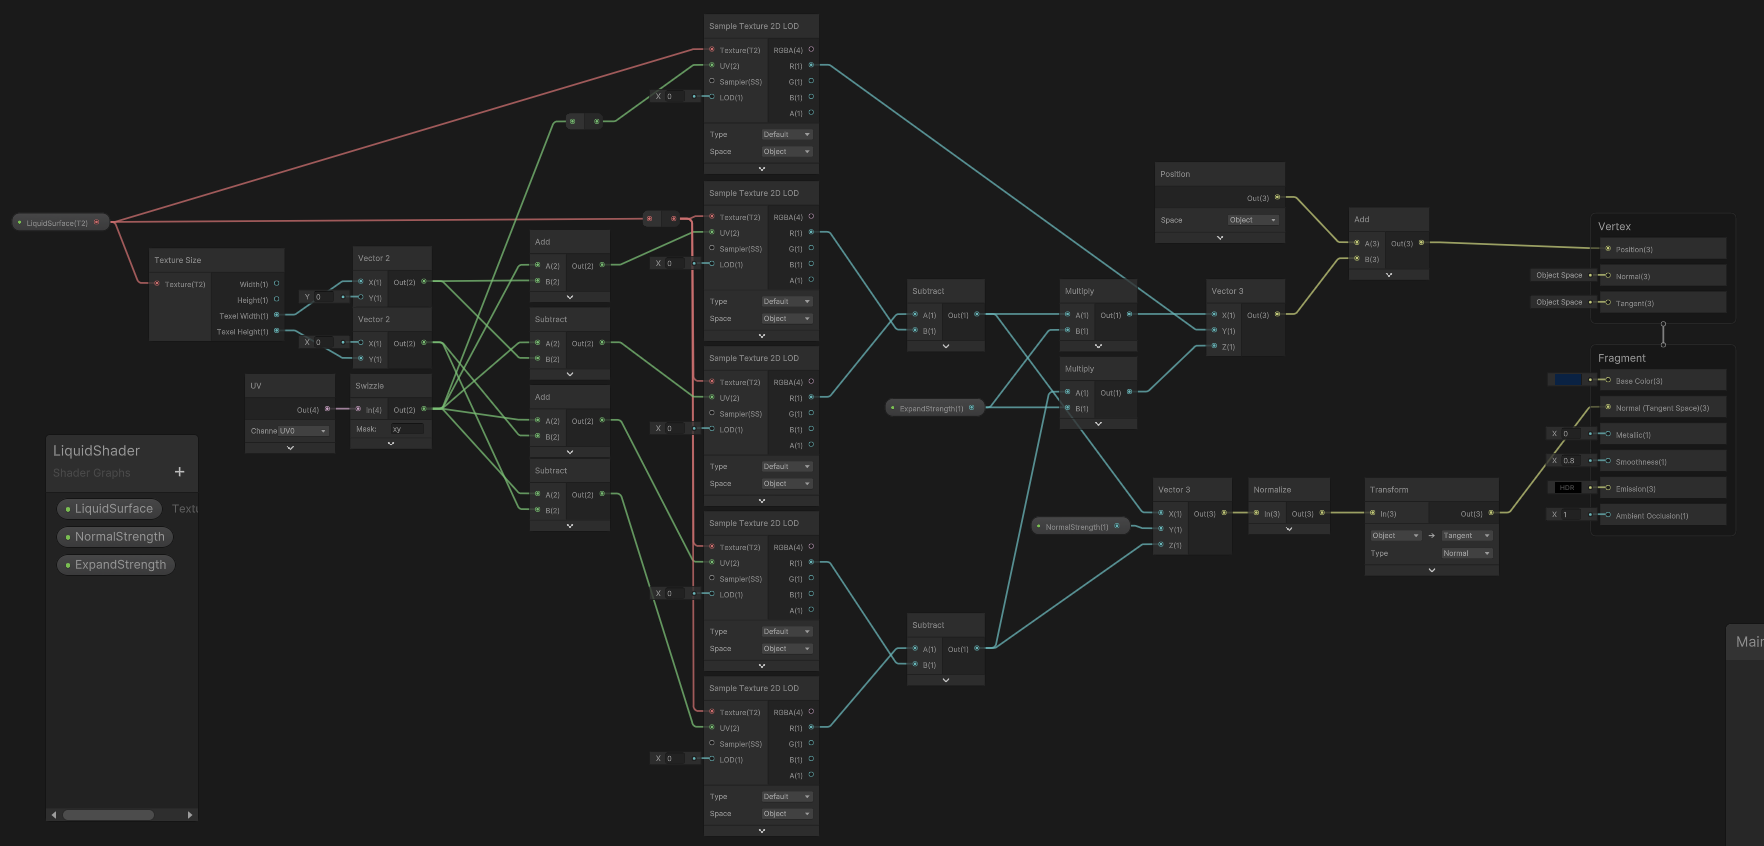 LiquidSurface(T2)
Texture Size
Texture(T2)
Width(1)
Height(1)
Texel Width(1)
Texel Height(1)
Y 0
X 0
Vector 2
X(1) Out(2)
Y(1)
Vector 2
X(1) Out(2)
Y(1)
UV
Out(4)
Channe UV0
Swizzle
In(4) Out(2)
Mask: xy
LiquidShader
Shader Graphs
+
LiquidSurface Textu
NormalStrength
ExpandStrength
Add
A(2) Out(2)
B(2)
Subtract
A(2) Out(2)
B(2)
Add
A(2) Out(2)
B(2)
Subtract
A(2) Out(2)
B(2)
Sample Texture 2D LOD
Texture(T2) RGBA(4)
UV(2) R(1)
Sampler(SS) G(1)
X 0 LOD(1) B(1)
A(1)
Type Default
Space Object
Sample Texture 2D LOD
Texture(T2) RGBA(4)
UV(2) R(1)
Sampler(SS) G(1)
X 0 LOD(1) B(1)
A(1)
Type Default
Space Object
Sample Texture 2D LOD
Texture(T2) RGBA(4)
UV(2) R(1)
Sampler(SS) G(1)
X 0 LOD(1) B(1)
A(1)
Type Default
Space Object
Sample Texture 2D LOD
Texture(T2) RGBA(4)
UV(2) R(1)
Sampler(SS) G(1)
X 0 LOD(1) B(1)
A(1)
Type Default
Space Object
Sample Texture 2D LOD
Texture(T2) RGBA(4)
UV(2) R(1)
Sampler(SS) G(1)
X 0 LOD(1) B(1)
A(1)
Type Default
Space Object
Subtract
A(1) Out(1)
B(1)
ExpandStrength(1)
Subtract
A(1) Out(1)
B(1)
Multiply
A(1) Out(1)
B(1)
Multiply
A(1) Out(1)
B(1)
NormalStrength(1)
Position
Out(3)
Space Object
Vector 3
X(1) Out(3)
Y(1)
Z(1)
Add
A(3) Out(3)
B(3)
Vector 3
X(1) Out(3)
Y(1)
Z(1)
Normalize
In(3) Out(3)
Transform
In(3) Out(3)
Object → Tangent
Type Normal
Vertex
Position(3)
Object Space Normal(3)
Object Space Tangent(3)
Fragment
Base Color(3)
Normal (Tangent Space)(3)
X 0 Metallic(1)
X 0.8 Smoothness(1)
HDR Emission(3)
X 1 Ambient Occlusion(1)
Main